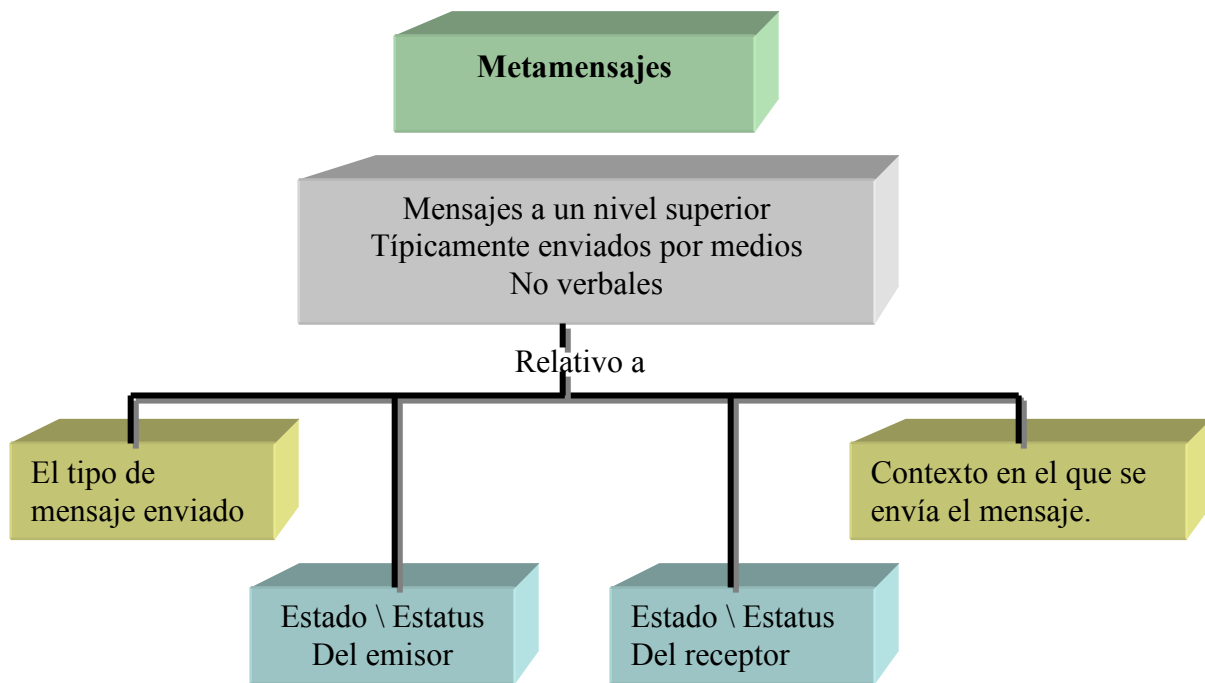 Metamensajes
Mensajes a un nivel superior
Típicamente enviados por medios
No verbales
Relativo a
El tipo de
mensaje enviado
Contexto en el que se
envía el mensaje.
Estado \ Estatus
Del emisor
Estado \ Estatus
Del receptor